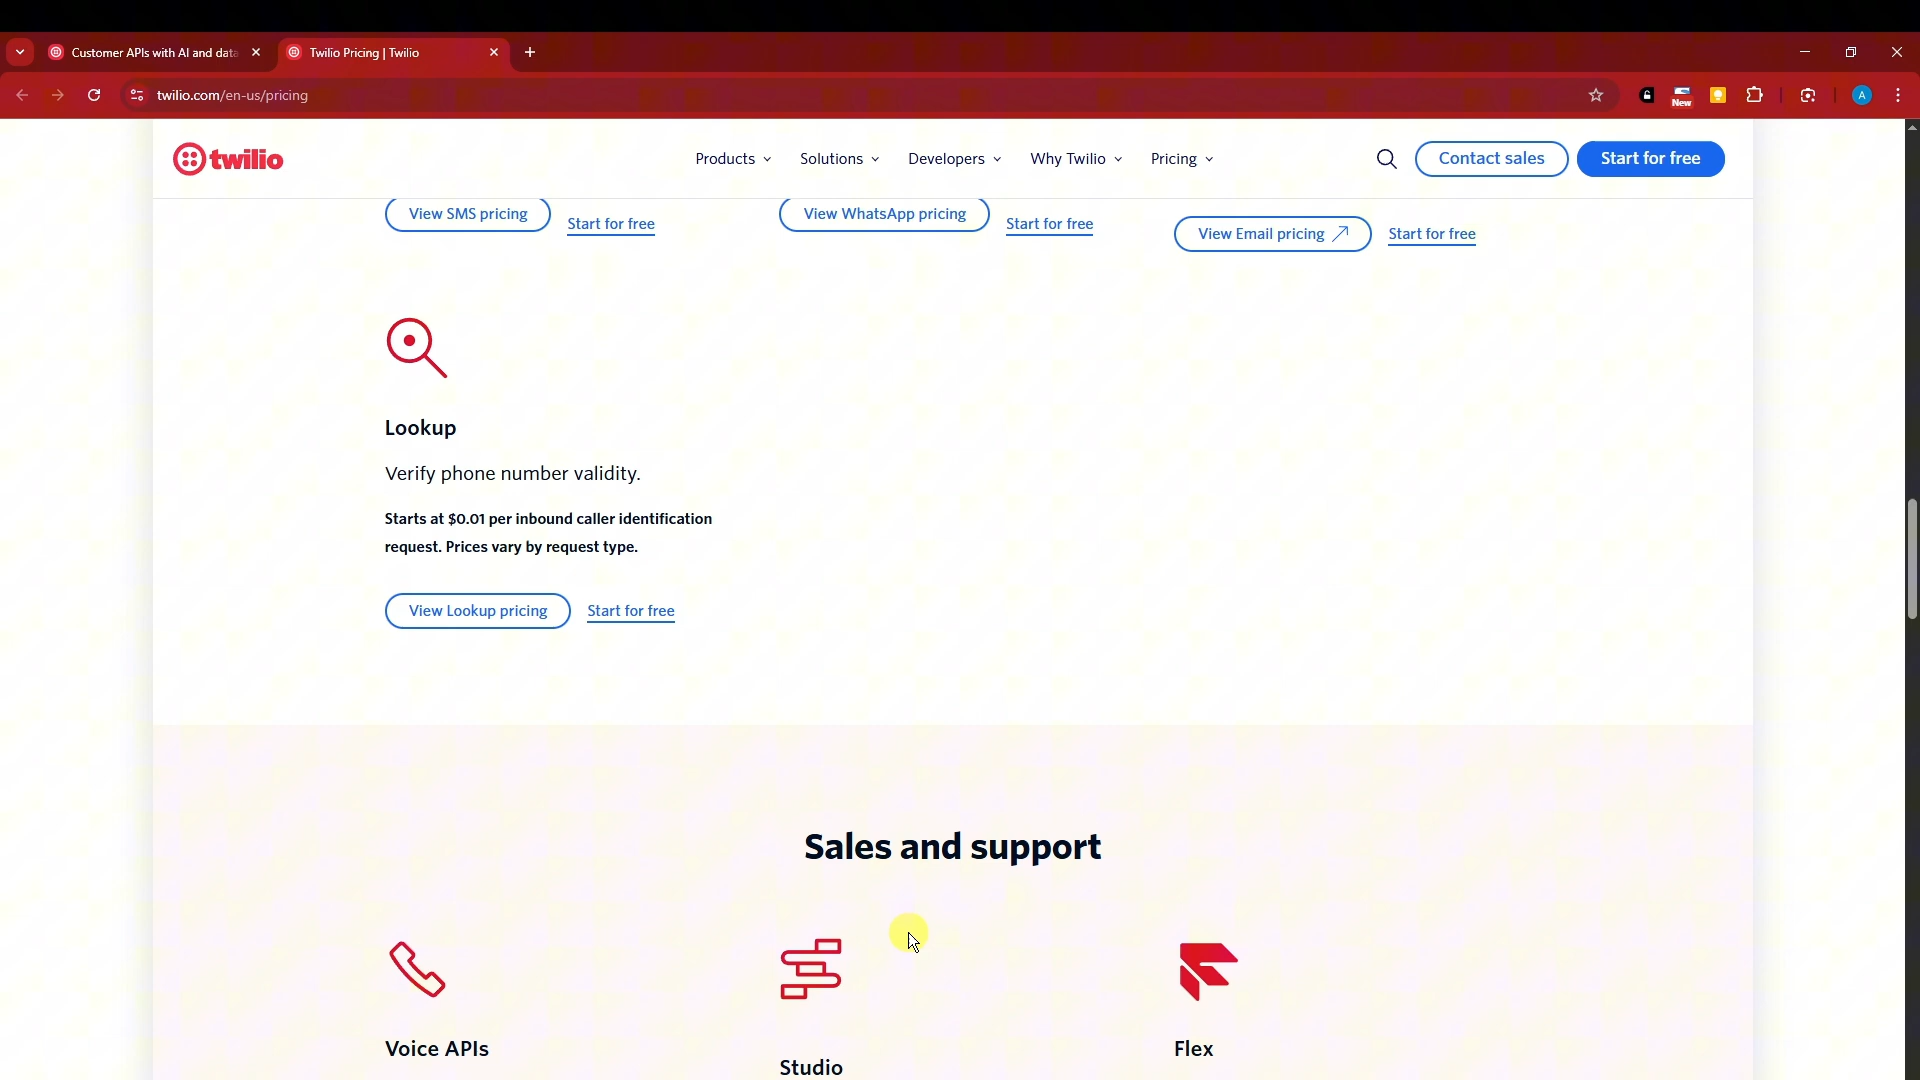 Customer APIs with AI and data
Twilio Pricing | Twilio
twilio.com/en-us/pricing
New
A
twilio
Products
Solutions
Developers
Why Twilio
Pricing
Contact sales
Start for free
View SMS pricing
Start for free
View WhatsApp pricing
Start for free
View Email pricing
Start for free
Lookup
Verify phone number validity.
Starts at $0.01 per inbound caller identification
request. Prices vary by request type.
View Lookup pricing
Start for free
Sales and support
Voice APIs
Studio
Flex